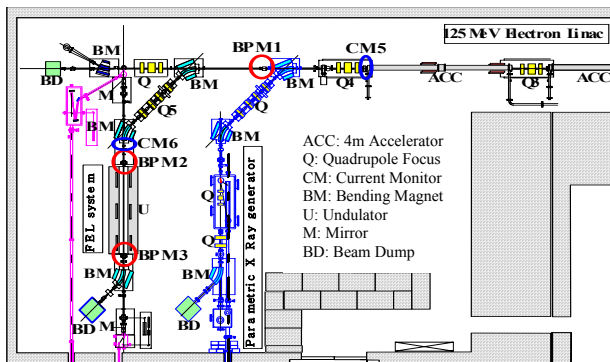 125 MeV Electron Linac
BM
BPM1
CM5
BD
M
Q
BM
BM
Q4
ACC
Q3
ACC
Q5
BM
BM
CM6
BPM2
FEL system
U
BPM3
BM
BD
M
Parametric X Ray generator
Q
Q
BM
BD
ACC: 4m Accelerator
Q: Quadrupole Focus
CM: Current Monitor
BM: Bending Magnet
U: Undulator
M: Mirror
BD: Beam Dump